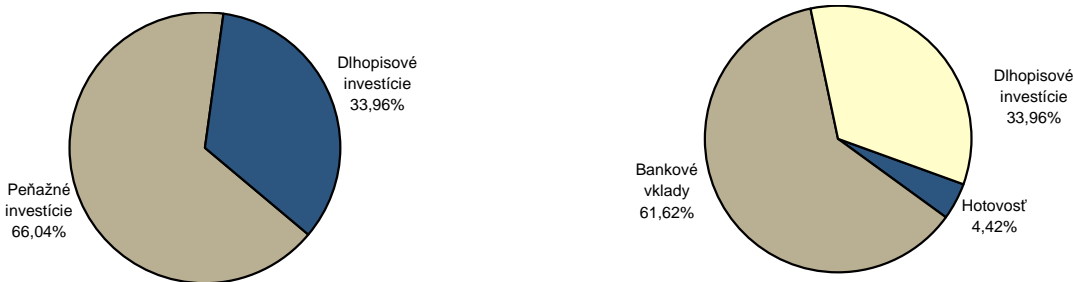 Dlhopisové
investície
33,96%
Peňažné
investície
66,04%
Dlhopisové
investície
33,96%
Bankové
vklady
61,62%
Hotovosť
4,42%